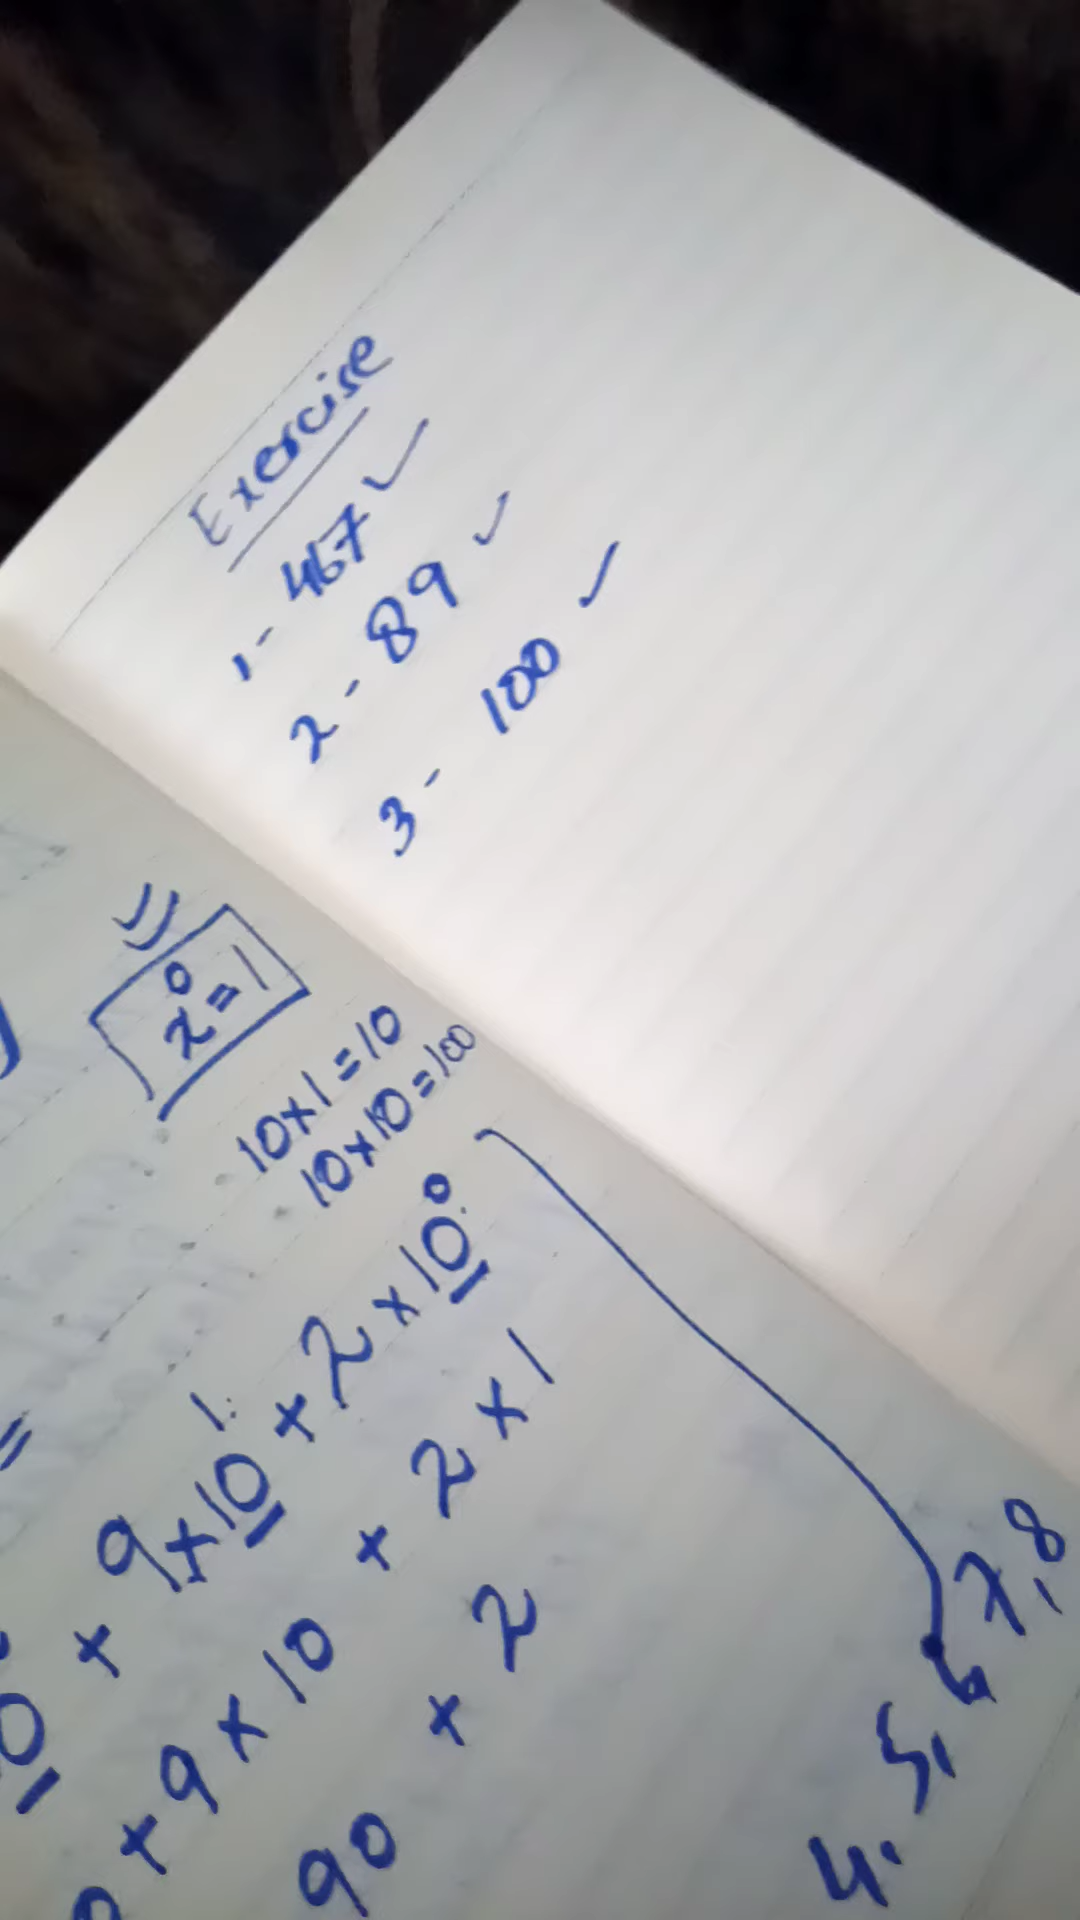 Exercise
1- 467 ✓
2- 89 ✓
3- 100 ✓
x⁰=1
10×1=10
10×10=100
+ 9×10¹ + 2×10⁰
+ 9×10 + 2×1
90 + 2
4, 5, 6, 7, 8